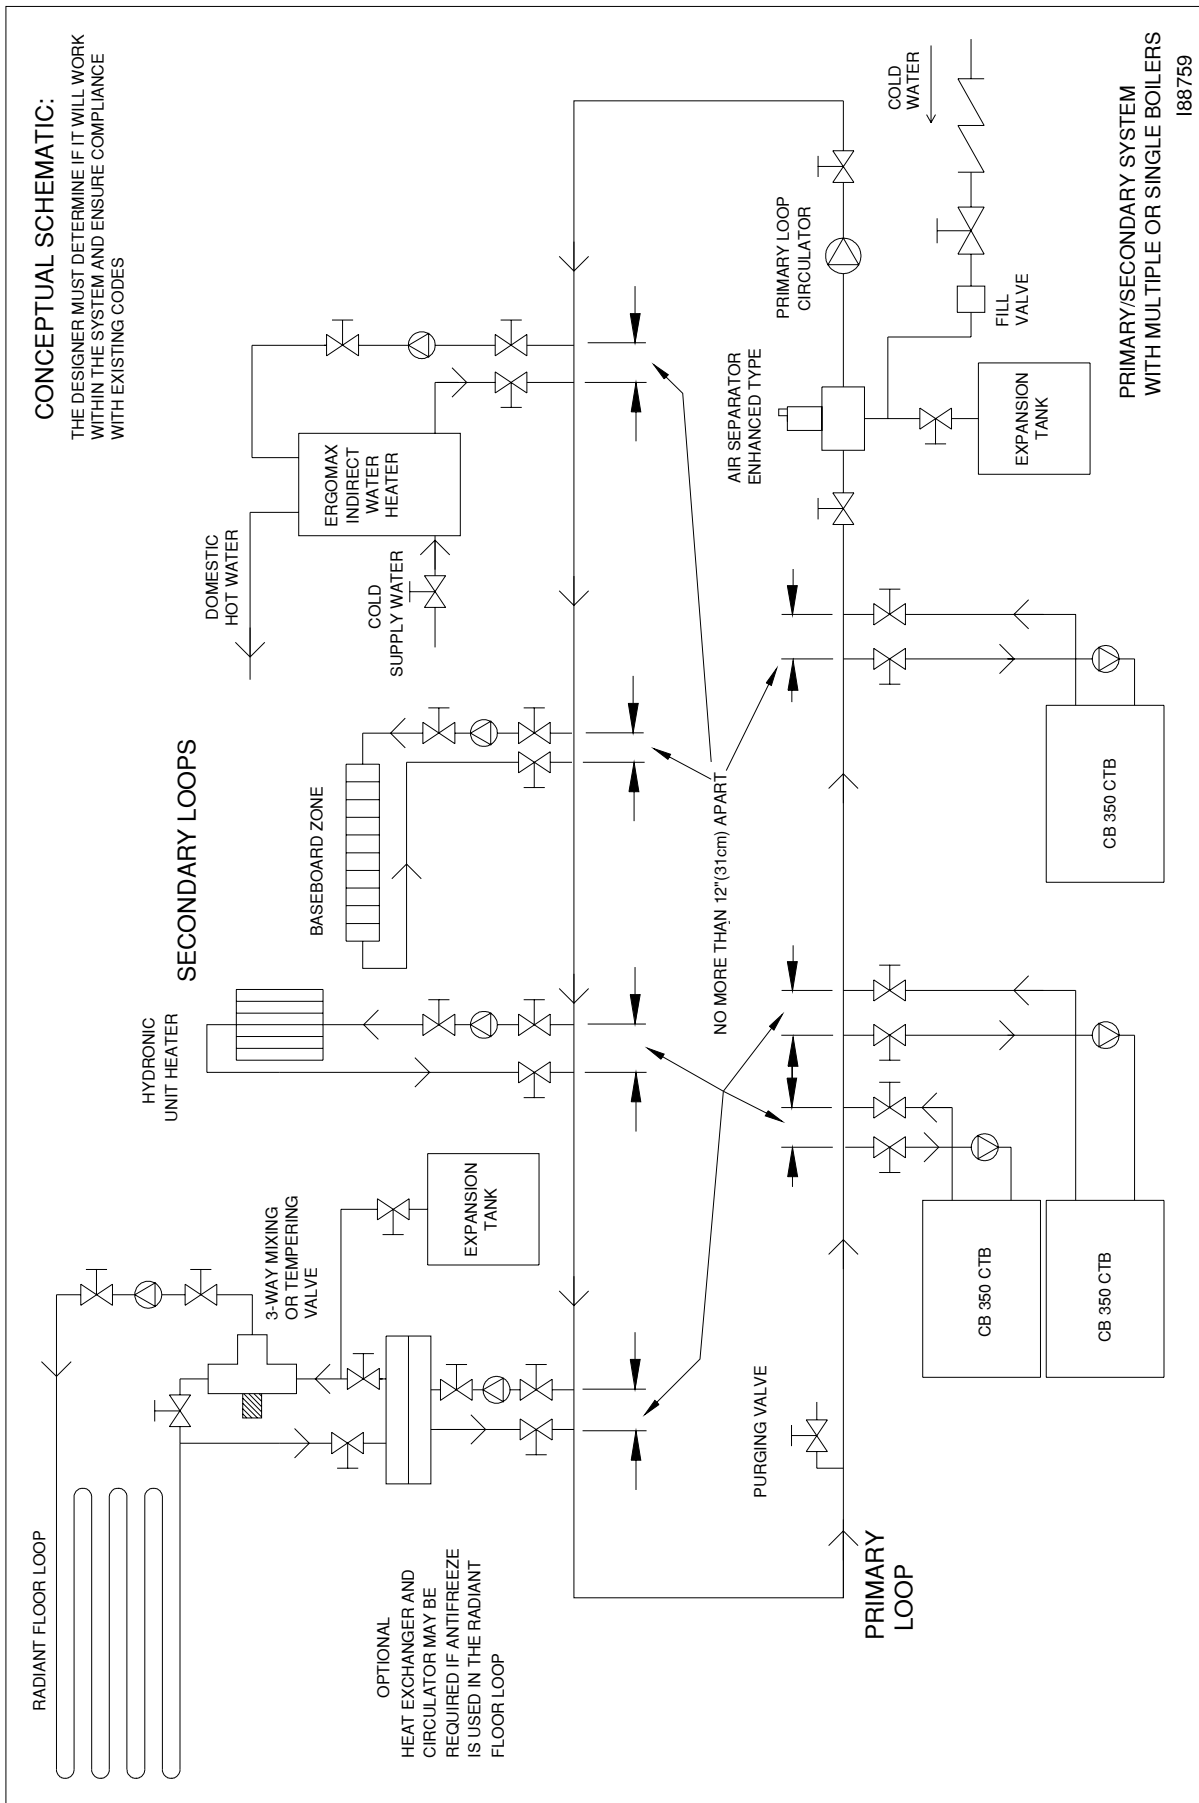 CONCEPTUAL SCHEMATIC:
THE DESIGNER MUST DETERMINE IF IT WILL WORK
WITHIN THE SYSTEM AND ENSURE COMPLIANCE
WITH EXISTING CODES
SECONDARY LOOPS
RADIANT FLOOR LOOP
3-WAY MIXING
OR TEMPERING
VALVE
HYDRONIC
UNIT HEATER
BASEBOARD ZONE
DOMESTIC
HOT WATER
ERGOMAX
INDIRECT
WATER
HEATER
COLD
SUPPLY WATER
EXPANSION
TANK
OPTIONAL
HEAT EXCHANGER AND
CIRCULATOR MAY BE
REQUIRED IF ANTIFREEZE
IS USED IN THE RADIANT
FLOOR LOOP
NO MORE THAN 12"(31cm) APART
PURGING VALVE
AIR SEPARATOR
ENHANCED TYPE
PRIMARY LOOP
CIRCULATOR
COLD
WATER
PRIMARY
LOOP
CB 350 CTB
CB 350 CTB
CB 350 CTB
EXPANSION
TANK
FILL
VALVE
PRIMARY/SECONDARY SYSTEM
WITH MULTIPLE OR SINGLE BOILERS
I88759